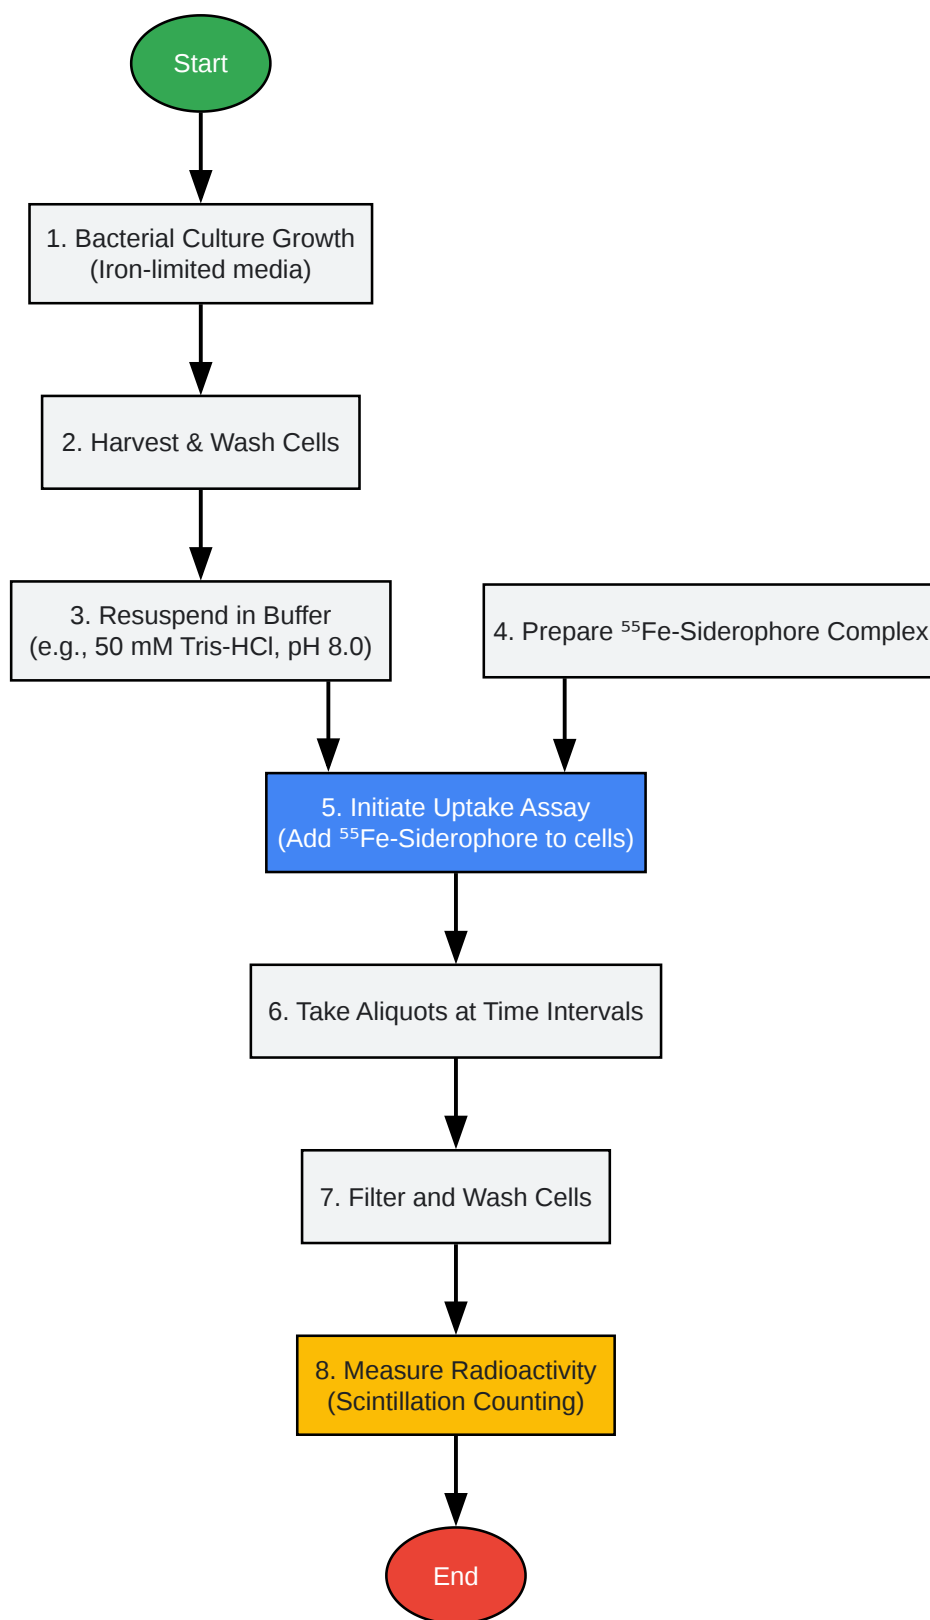 Start
1. Bacterial Culture Growth
(Iron-limited media)
2. Harvest & Wash Cells
3. Resuspend in Buffer
(e.g., 50 mM Tris-HCl, pH 8.0)
4. Prepare ⁵⁵Fe-Siderophore Complex
5. Initiate Uptake Assay
(Add ⁵⁵Fe-Siderophore to cells)
6. Take Aliquots at Time Intervals
7. Filter and Wash Cells
8. Measure Radioactivity
(Scintillation Counting)
End